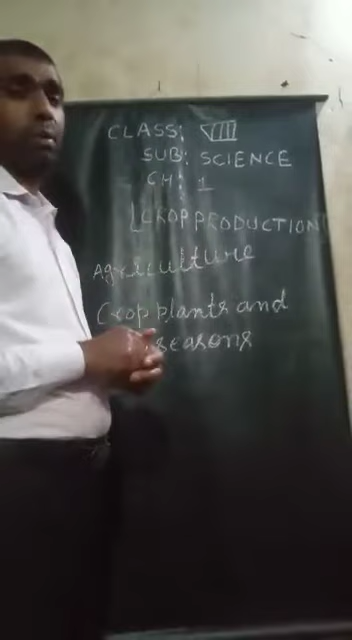 CLASS: VIII
SUB: SCIENCE
CH: 1
[CROP PRODUCTION]
Agriculture
Crop plants and
seasons